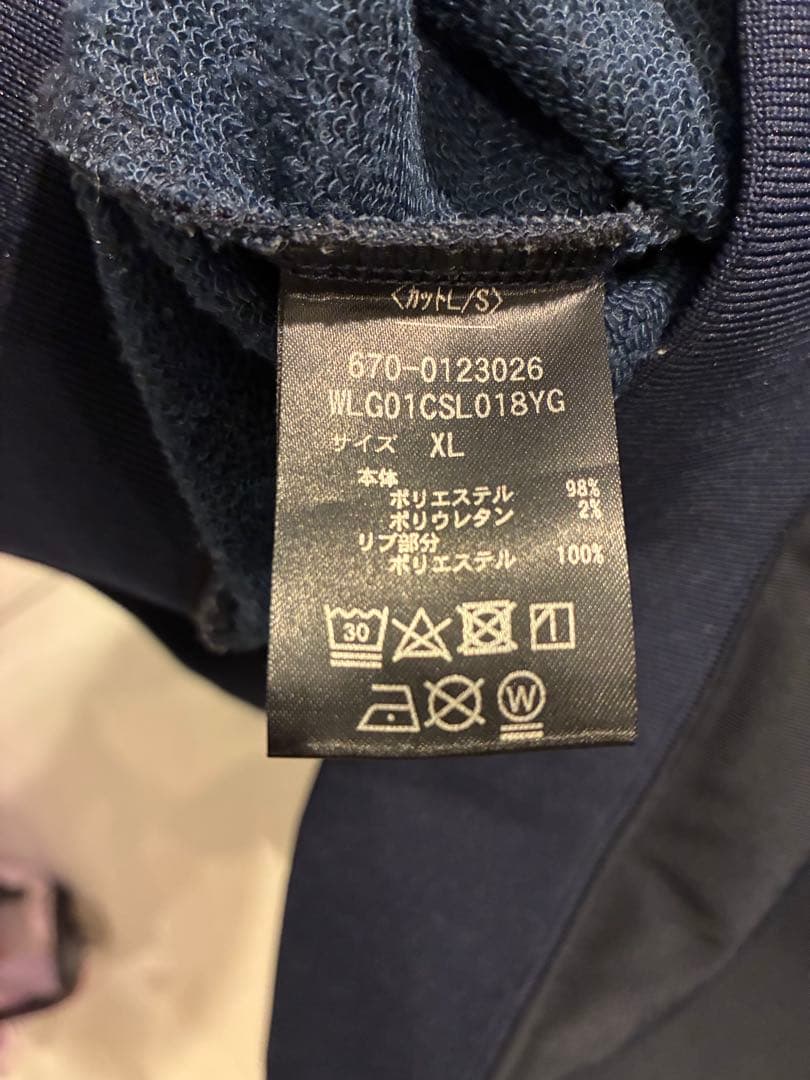 〈カットL/S〉
670-0123026
WLG01CSL018YG
サイズ XL
本体
ポリエステル 98%
ポリウレタン 2%
リブ部分
ポリエステル 100%
30
W